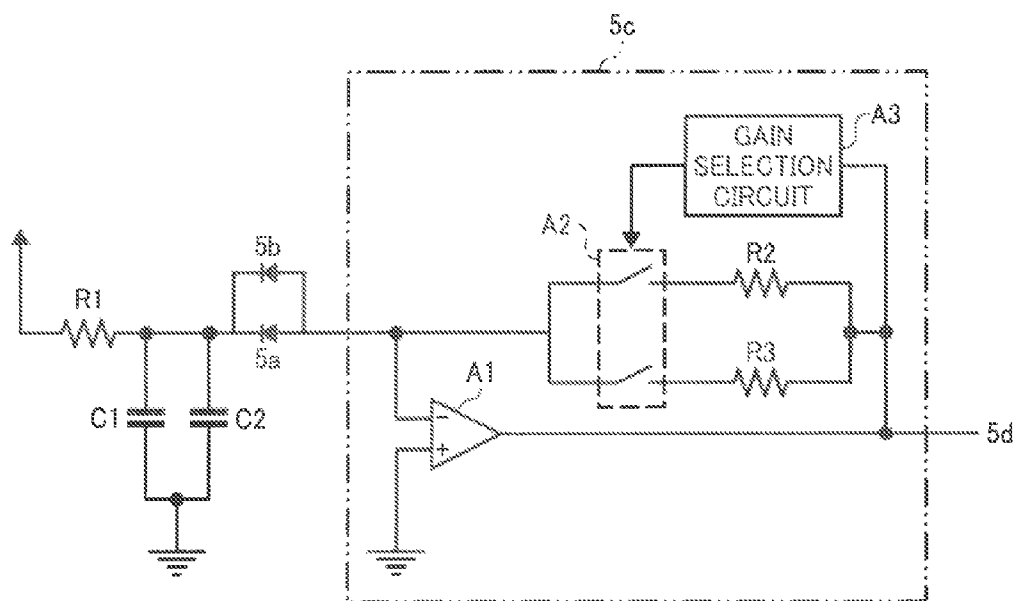 5c
A3
GAIN
SELECTION
CIRCUIT
A2
5b
R2
R1
5a
R3
A1
C1
C2
−
+
5d